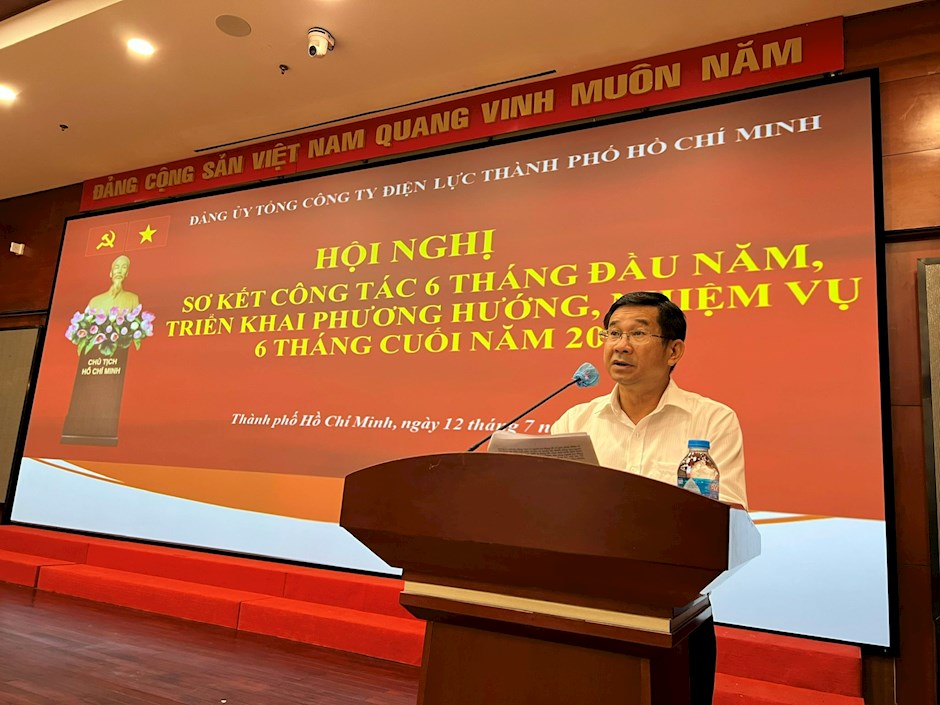 ĐẢNG CỘNG SẢN VIỆT NAM QUANG VINH MUÔN NĂM
ĐẢNG ỦY TỔNG CÔNG TY ĐIỆN LỰC THÀNH PHỐ HỒ CHÍ MINH
HỘI NGHỊ
SƠ KẾT CÔNG TÁC 6 THÁNG ĐẦU NĂM,
TRIỂN KHAI PHƯƠNG HƯỚNG, NHIỆM VỤ
6 THÁNG CUỐI NĂM 20
CHỦ TỊCH
HỒ CHÍ MINH
Thành phố Hồ Chí Minh, ngày 12 tháng 7